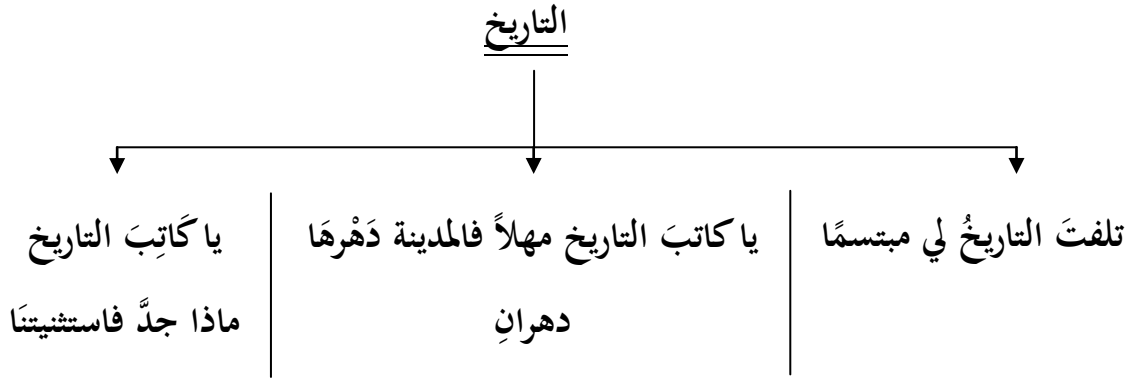 التاريخ
تلفتَ التاريخُ لي مبتسمًا
يا كاتبَ التاريخ مهلاً فالمدينة دَهْرهَا
دهرانِ
يا كَاتِبَ التاريخ
ماذا جدَّ فاستثنيتنَا